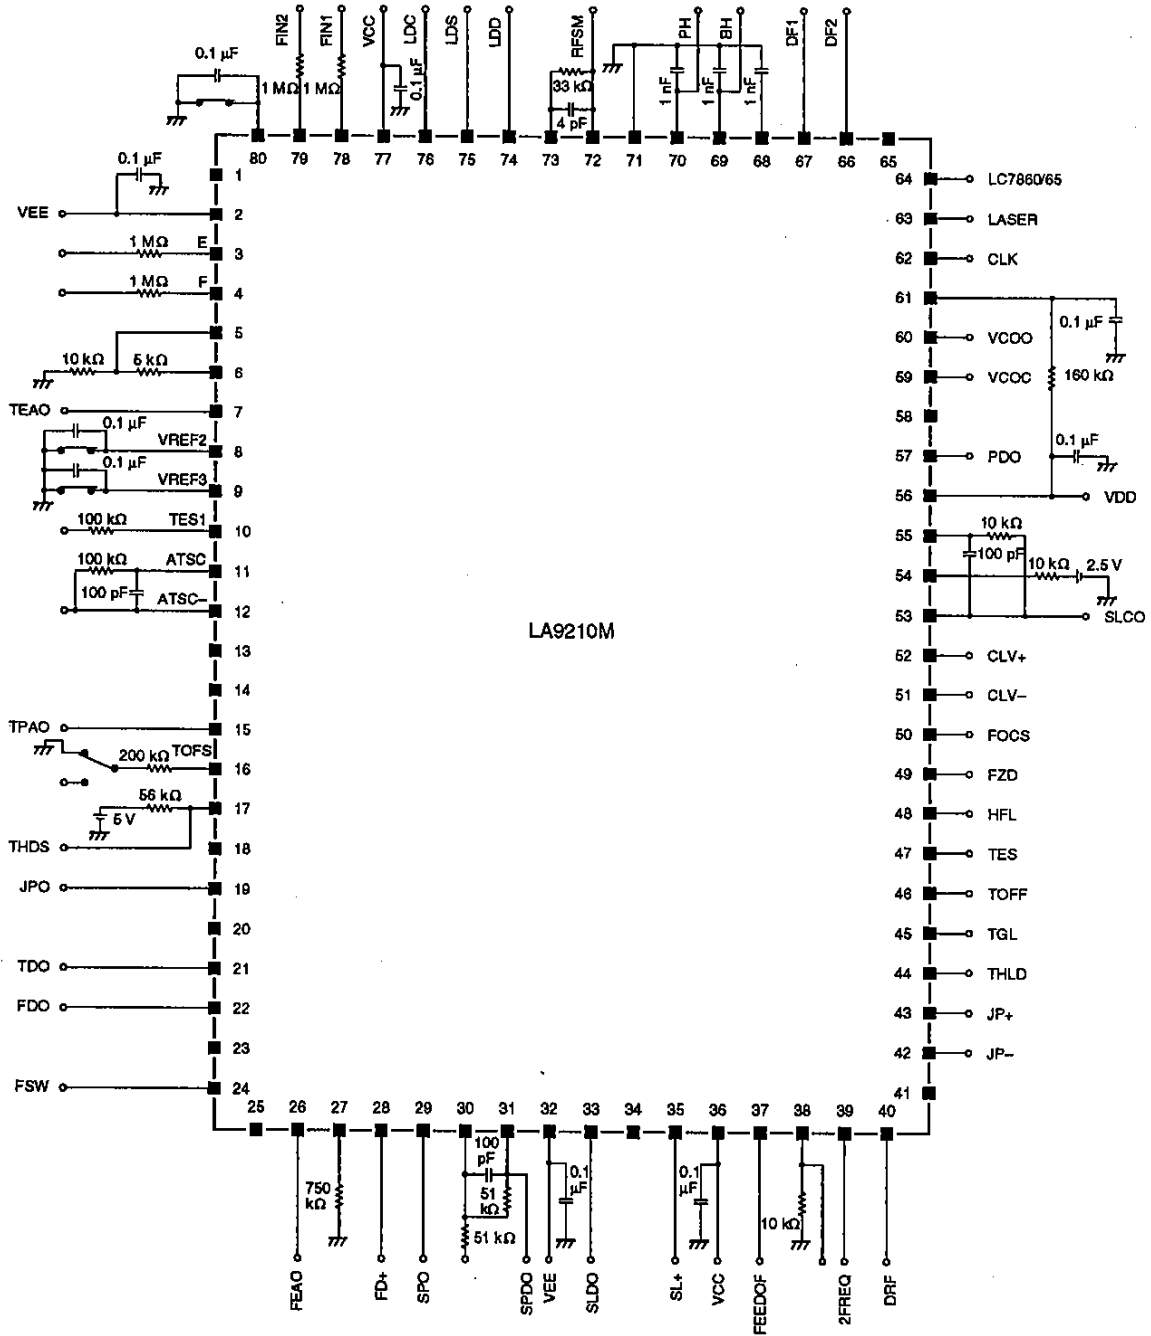 FIN2
FIN1
VCC
LDC
LDS
LDD
RFSM
PH
BH
DF1
DF2
0.1 µF
1 MΩ
1 MΩ
0.1 µF
33 kΩ
4 pF
1 nF
1 nF
1 nF
80
79
78
77
76
75
74
73
72
71
70
69
68
67
66
65
0.1 µF
1
VEE
2
1 MΩ
E
3
1 MΩ
F
4
5
10 kΩ
5 kΩ
6
TEAO
7
0.1 µF
VREF2
8
0.1 µF
VREF3
9
100 kΩ
TES1
10
100 kΩ
ATSC
11
100 pF
ATSC–
12
13
14
TPAO
15
200 kΩ
TOFS
16
56 kΩ
17
5 V
THDS
18
JPO
19
20
TDO
21
FDO
22
23
FSW
24
LA9210M
64
LC7860/65
63
LASER
62
CLK
61
0.1 µF
60
VCOO
59
VCOC
160 kΩ
58
0.1 µF
57
PDO
56
VDD
55
10 kΩ
100 pF
54
10 kΩ
2.5 V
53
SLCO
52
CLV+
51
CLV–
50
FOCS
49
FZD
48
HFL
47
TES
46
TOFF
45
TGL
44
THLD
43
JP+
42
JP–
41
25
26
27
28
29
30
31
32
33
34
35
36
37
38
39
40
750
kΩ
100
pF
51
kΩ
51 kΩ
0.1
µF
0.1
µF
10 kΩ
FEAO
FD+
SPO
SPDO
VEE
SLDO
SL+
VCC
FEEDOF
2FREQ
DRF